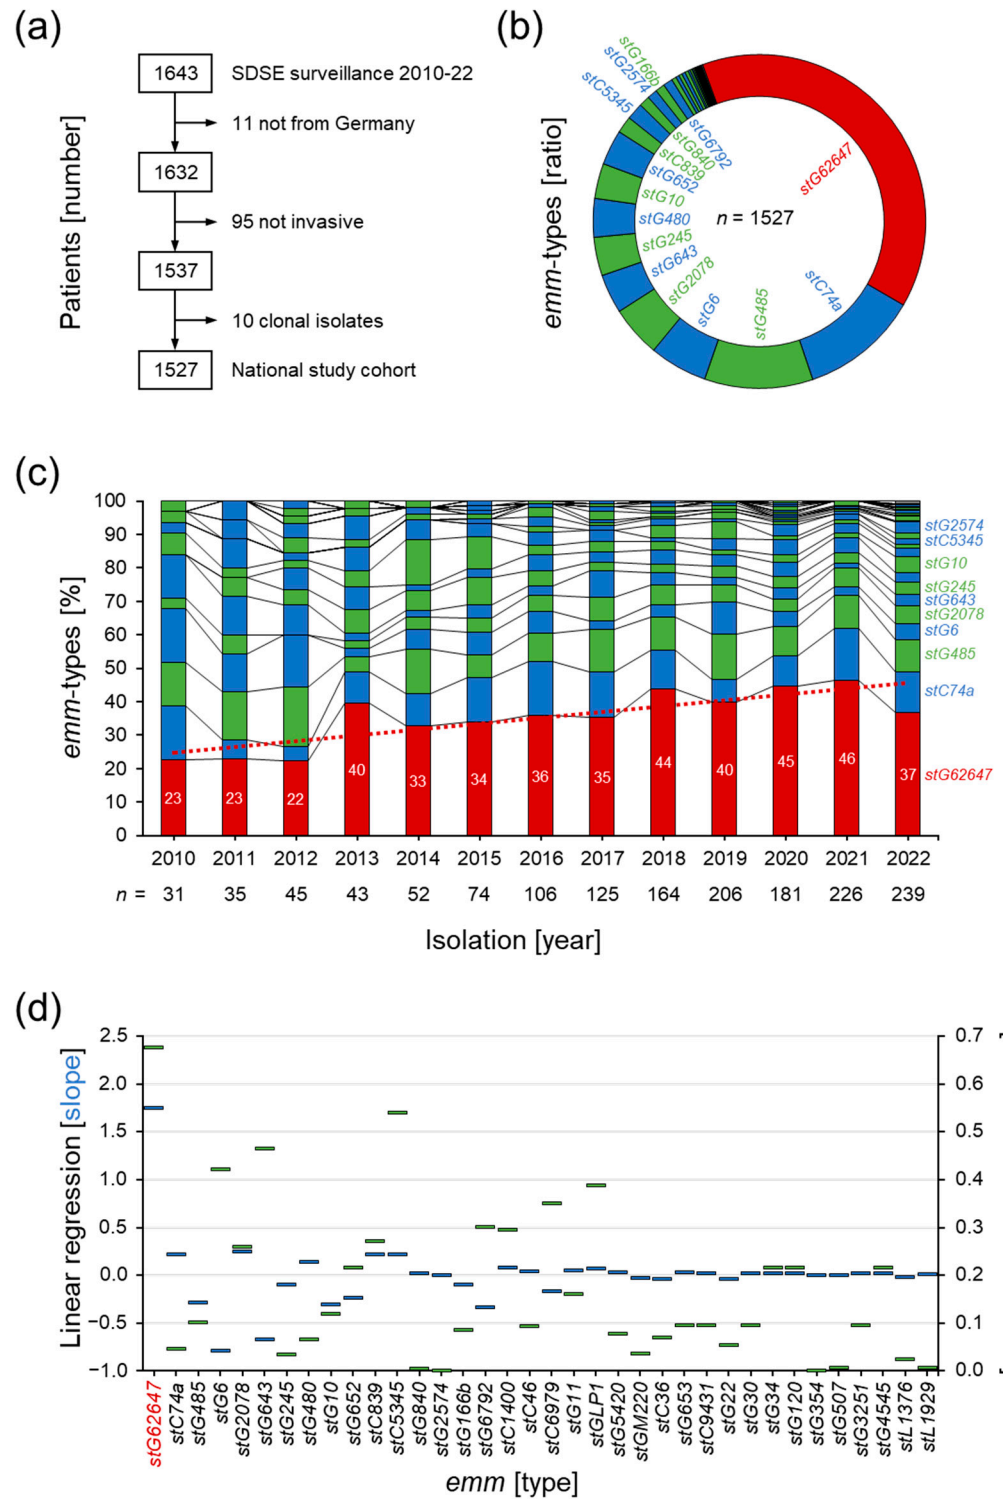 (a)
Patients [number]
1643
SDSE surveillance 2010-22
11 not from Germany
1632
95 not invasive
1537
10 clonal isolates
1527
National study cohort
(b)
emm-types [ratio]
n = 1527
stG62647
stC74a
stG485
stG6
stG2078
stG643
stG245
stG480
stG10
stG652
stC839
stG840
stG6792
stC5345
stG2574
stG166b
(c)
emm-types [%]
100
90
80
70
60
50
40
30
20
10
0
23
23
22
40
33
34
36
35
44
40
45
46
37
stG2574
stC5345
stG10
stG245
stG643
stG2078
stG6
stG485
stC74a
stG62647
2010 2011 2012 2013 2014 2015 2016 2017 2018 2019 2020 2021 2022
n = 31 35 45 43 52 74 106 125 164 206 181 226 239
Isolation [year]
(d)
Linear regression [slope]
2.5
2.0
1.5
1.0
0.5
0.0
−0.5
−1.0
0.7
0.6
0.5
0.4
0.3
0.2
0.1
0.0
stG62647
stC74a
stG485
stG6
stG2078
stG643
stG245
stG480
stG10
stG652
stC839
stC5345
stG840
stG2574
stG166b
stG6792
stC1400
stC46
stC6979
stG11
stGLP1
stG5420
stGM220
stC36
stG653
stC9431
stG22
stG30
stG34
stG120
stG354
stG507
stG3251
stG4545
stL1376
stL1929
emm [type]